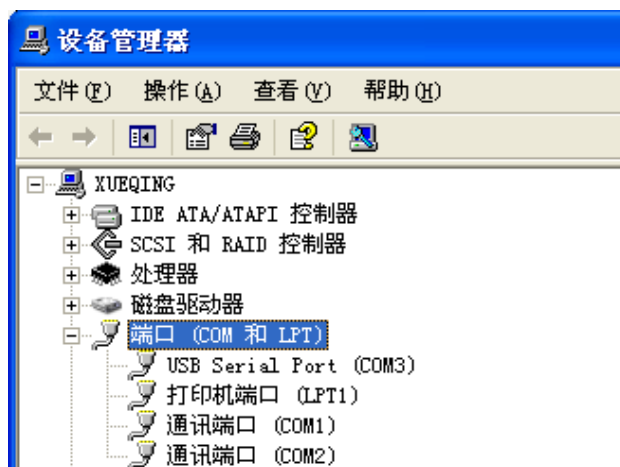 设备管理器
文件(F) 操作(A) 查看(V) 帮助(H)
XUEQING
IDE ATA/ATAPI 控制器
SCSI 和 RAID 控制器
处理器
磁盘驱动器
端口 (COM 和 LPT)
USB Serial Port (COM3)
打印机端口 (LPT1)
通讯端口 (COM1)
通讯端口 (COM2)